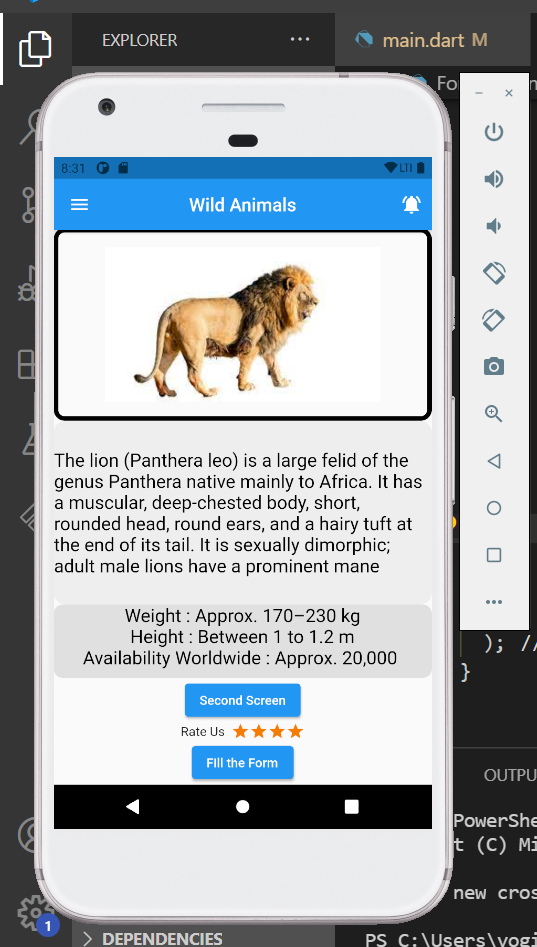 EXPLORER
main.dart M
Fo
8:31
LTE
Wild Animals
The lion (Panthera leo) is a large felid of the
genus Panthera native mainly to Africa. It has
a muscular, deep-chested body, short,
rounded head, round ears, and a hairy tuft at
the end of its tail. It is sexually dimorphic;
adult male lions have a prominent mane
Weight : Approx. 170–230 kg
Height : Between 1 to 1.2 m
Availability Worldwide : Approx. 20,000
Second Screen
Rate Us
FIll the Form
); //
}
OUTPU
PowerShe
t (C) Mi
new cros
1
DEPENDENCIES
PS C:\Users\yogi